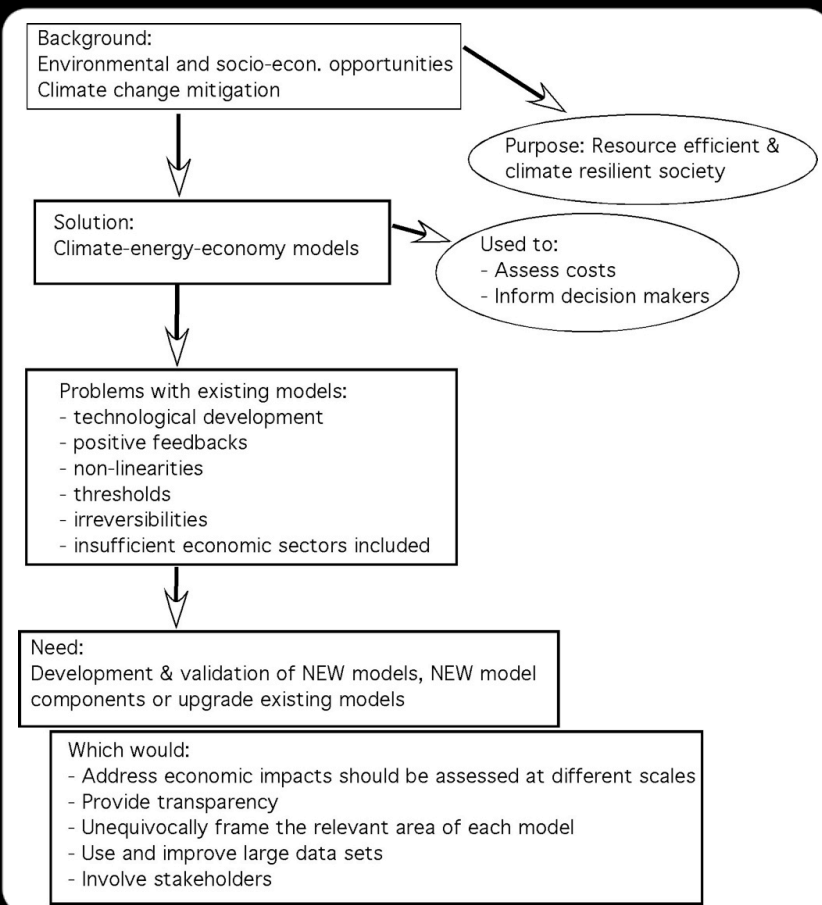 Background:
Environmental and socio-econ. opportunities
Climate change mitigation
Purpose: Resource efficient &
climate resilient society
Solution:
Climate-energy-economy models
Used to:
- Assess costs
- Inform decision makers
Problems with existing models:
- technological development
- positive feedbacks
- non-linearities
- thresholds
- irreversibilities
- insufficient economic sectors included
Need:
Development & validation of NEW models, NEW model
components or upgrade existing models
Which would:
- Address economic impacts should be assessed at different scales
- Provide transparency
- Unequivocally frame the relevant area of each model
- Use and improve large data sets
- Involve stakeholders